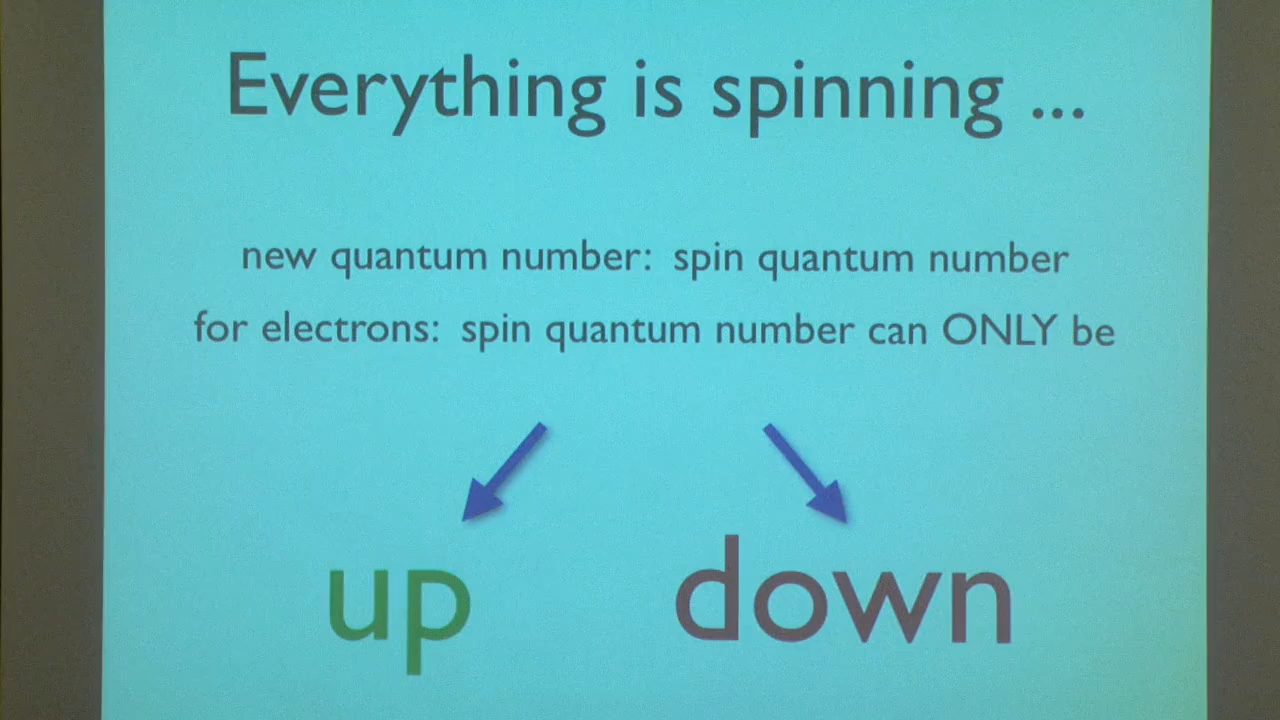 Everything is spinning ...
new quantum number: spin quantum number
for electrons: spin quantum number can ONLY be
up down